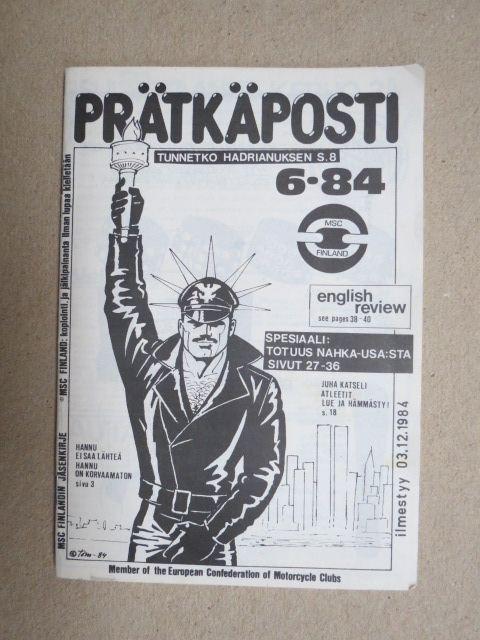 PRÄTKÄPOSTI
TUNNETKO HADRIANUKSEN S.8
6·84
MSC
FINLAND
english
review
see pages 38-40
SPESIAALI:
TOTUUS NAHKA-USA:STA
SIVUT 27-36
JUHA KATSELI
ATLEETIT
LUE JA HÄMMÄSTY!
s. 18
HANNU
EI SAA LÄHTEÄ
HANNU
ON KORVAAMATON
sivu 3
ilmestyy 03.12.1984
MSC FINLANDIN JÄSENKIRJE
®MSC FINLAND: kopiointi, ja jälkipainanta ilman lupaa kielletään
©Tom-84
Member of the European Confederation of Motorcycle Clubs